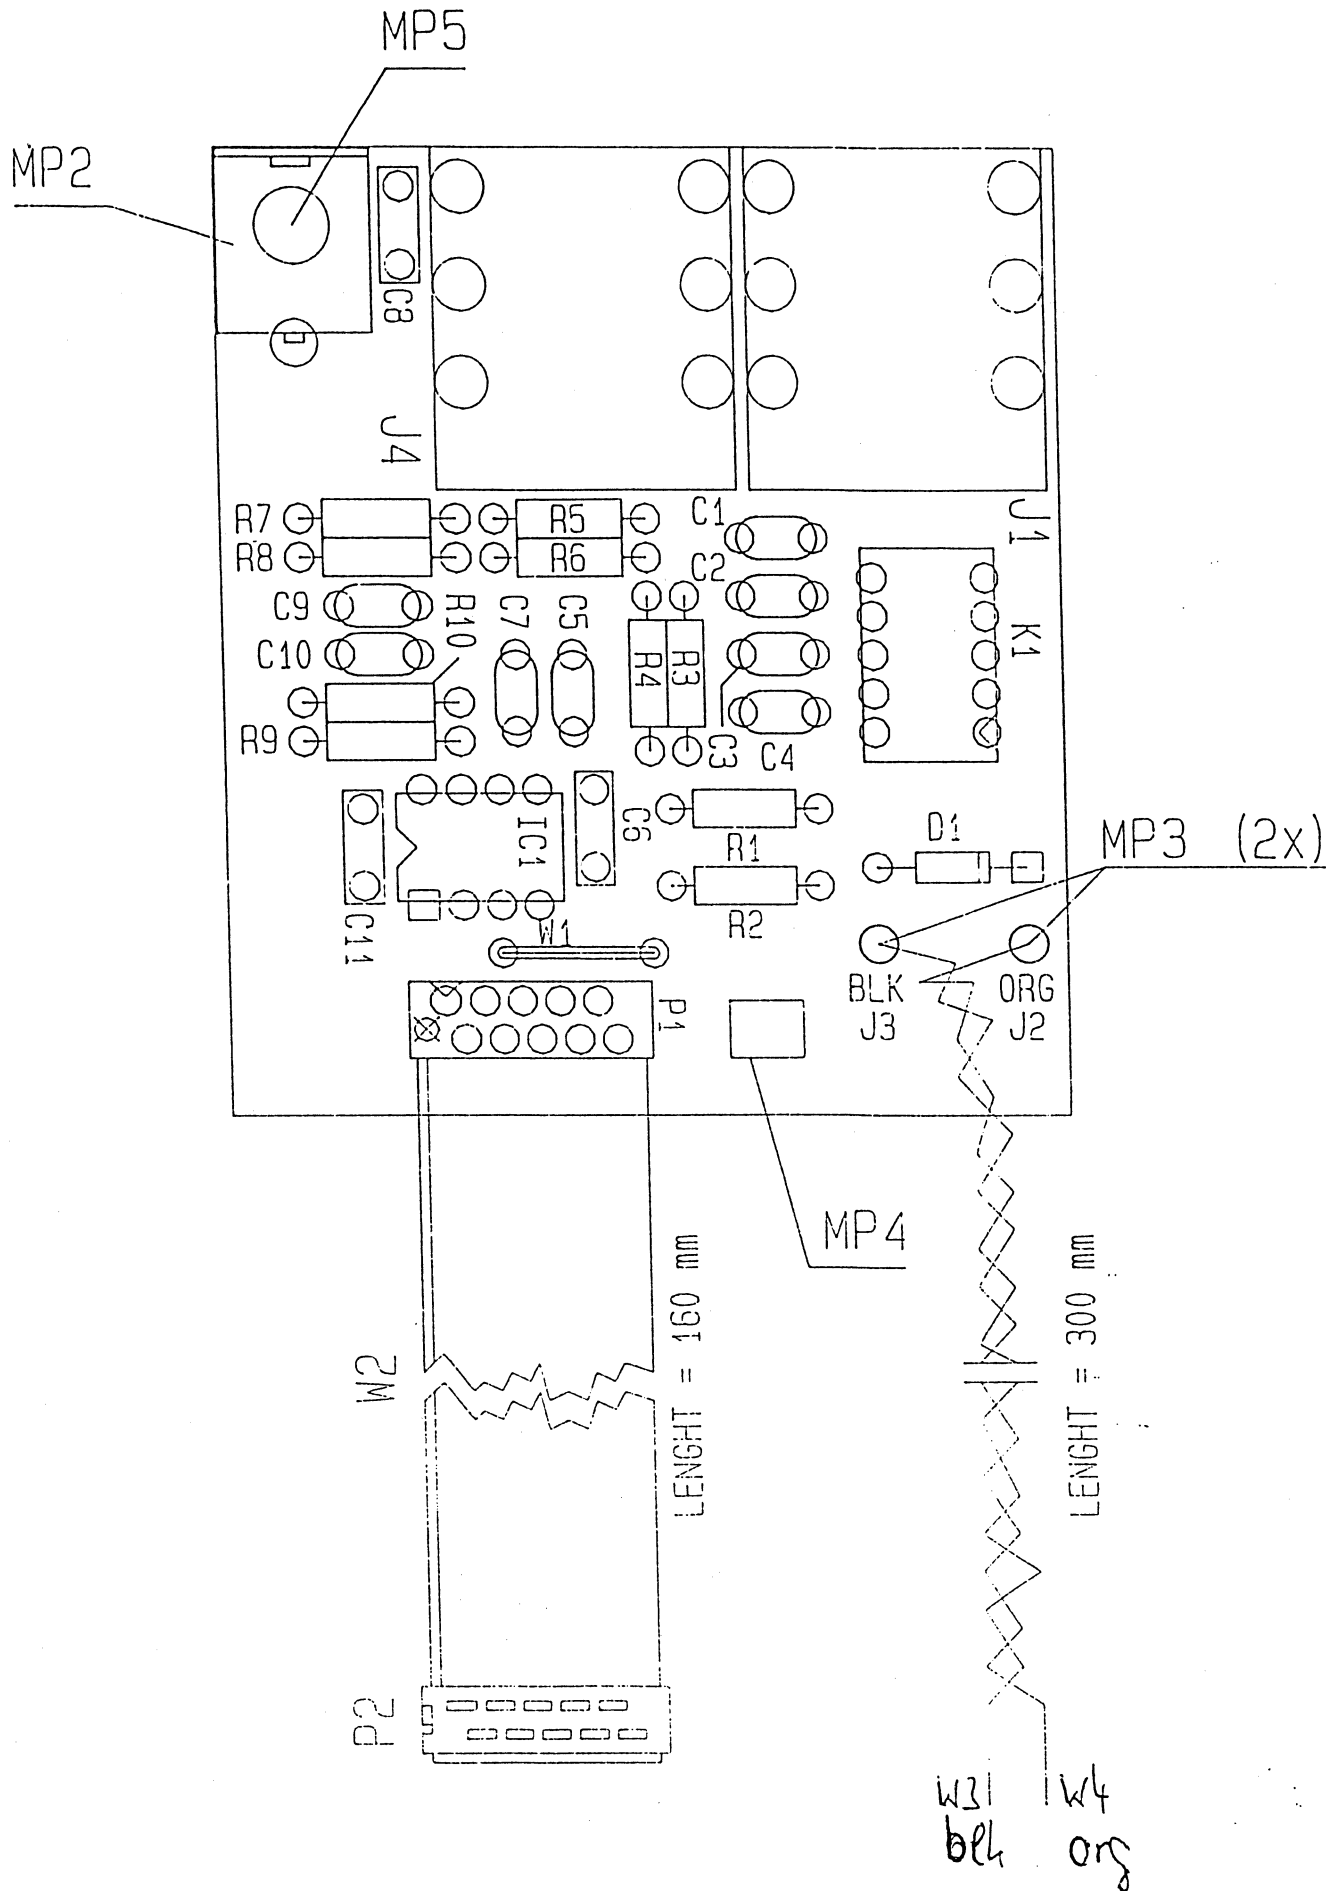 MP5
MP2
C8
J4
J1
R7
R5
C1
R8
R6
C2
C9
R10
C7
C5
K1
C10
R4
R3
R9
C3
C4
IC1
C6
R1
D1
MP3 (2x)
C11
W1
R2
BLK
J3
ORG
J2
P1
MP4
W2
LENGHT = 160 mm
LENGHT = 300 mm
P2
W3
W4
blk
org